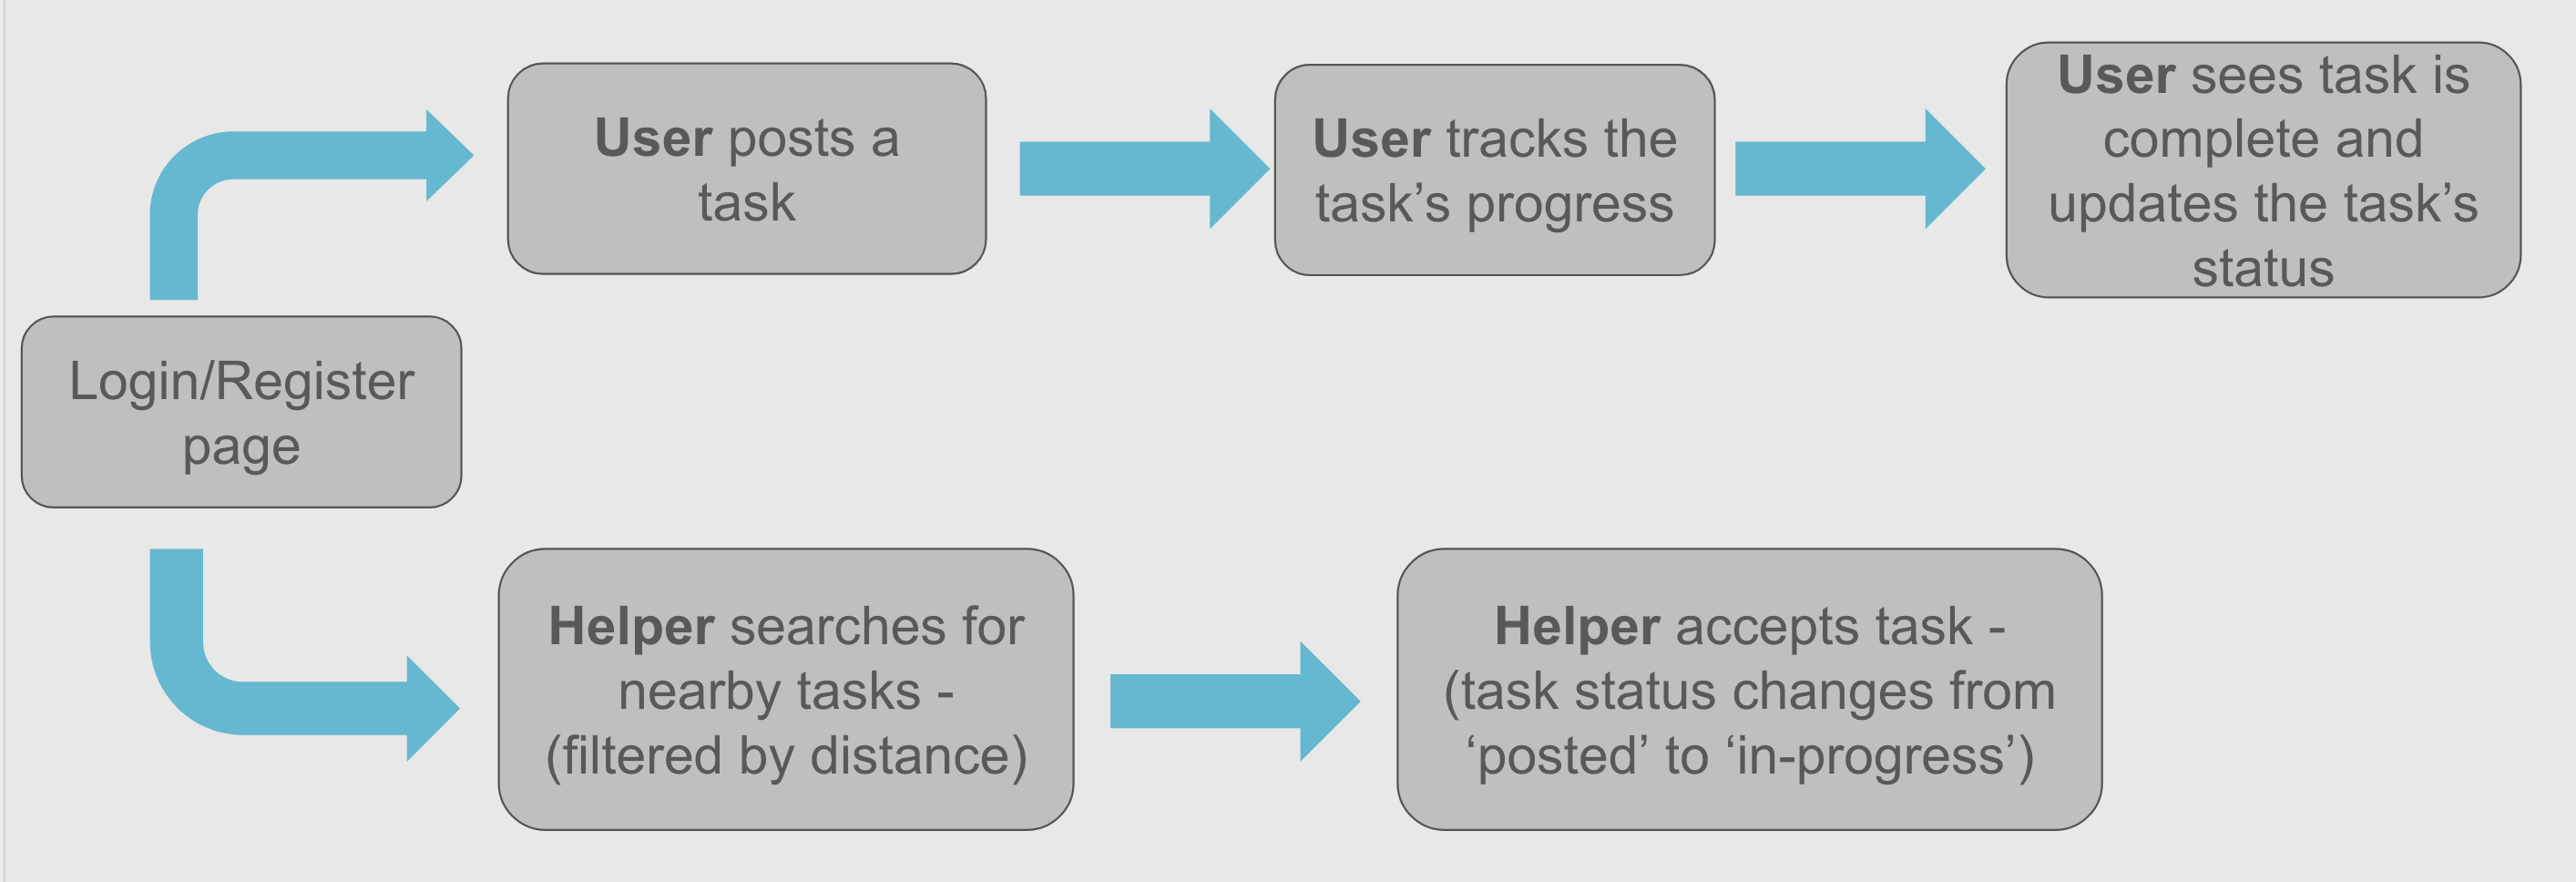 User posts a
task
User tracks the
task’s progress
User sees task is
complete and
updates the task’s
status
Login/Register
page
Helper searches for
nearby tasks -
(filtered by distance)
Helper accepts task -
(task status changes from
‘posted’ to ‘in-progress’)